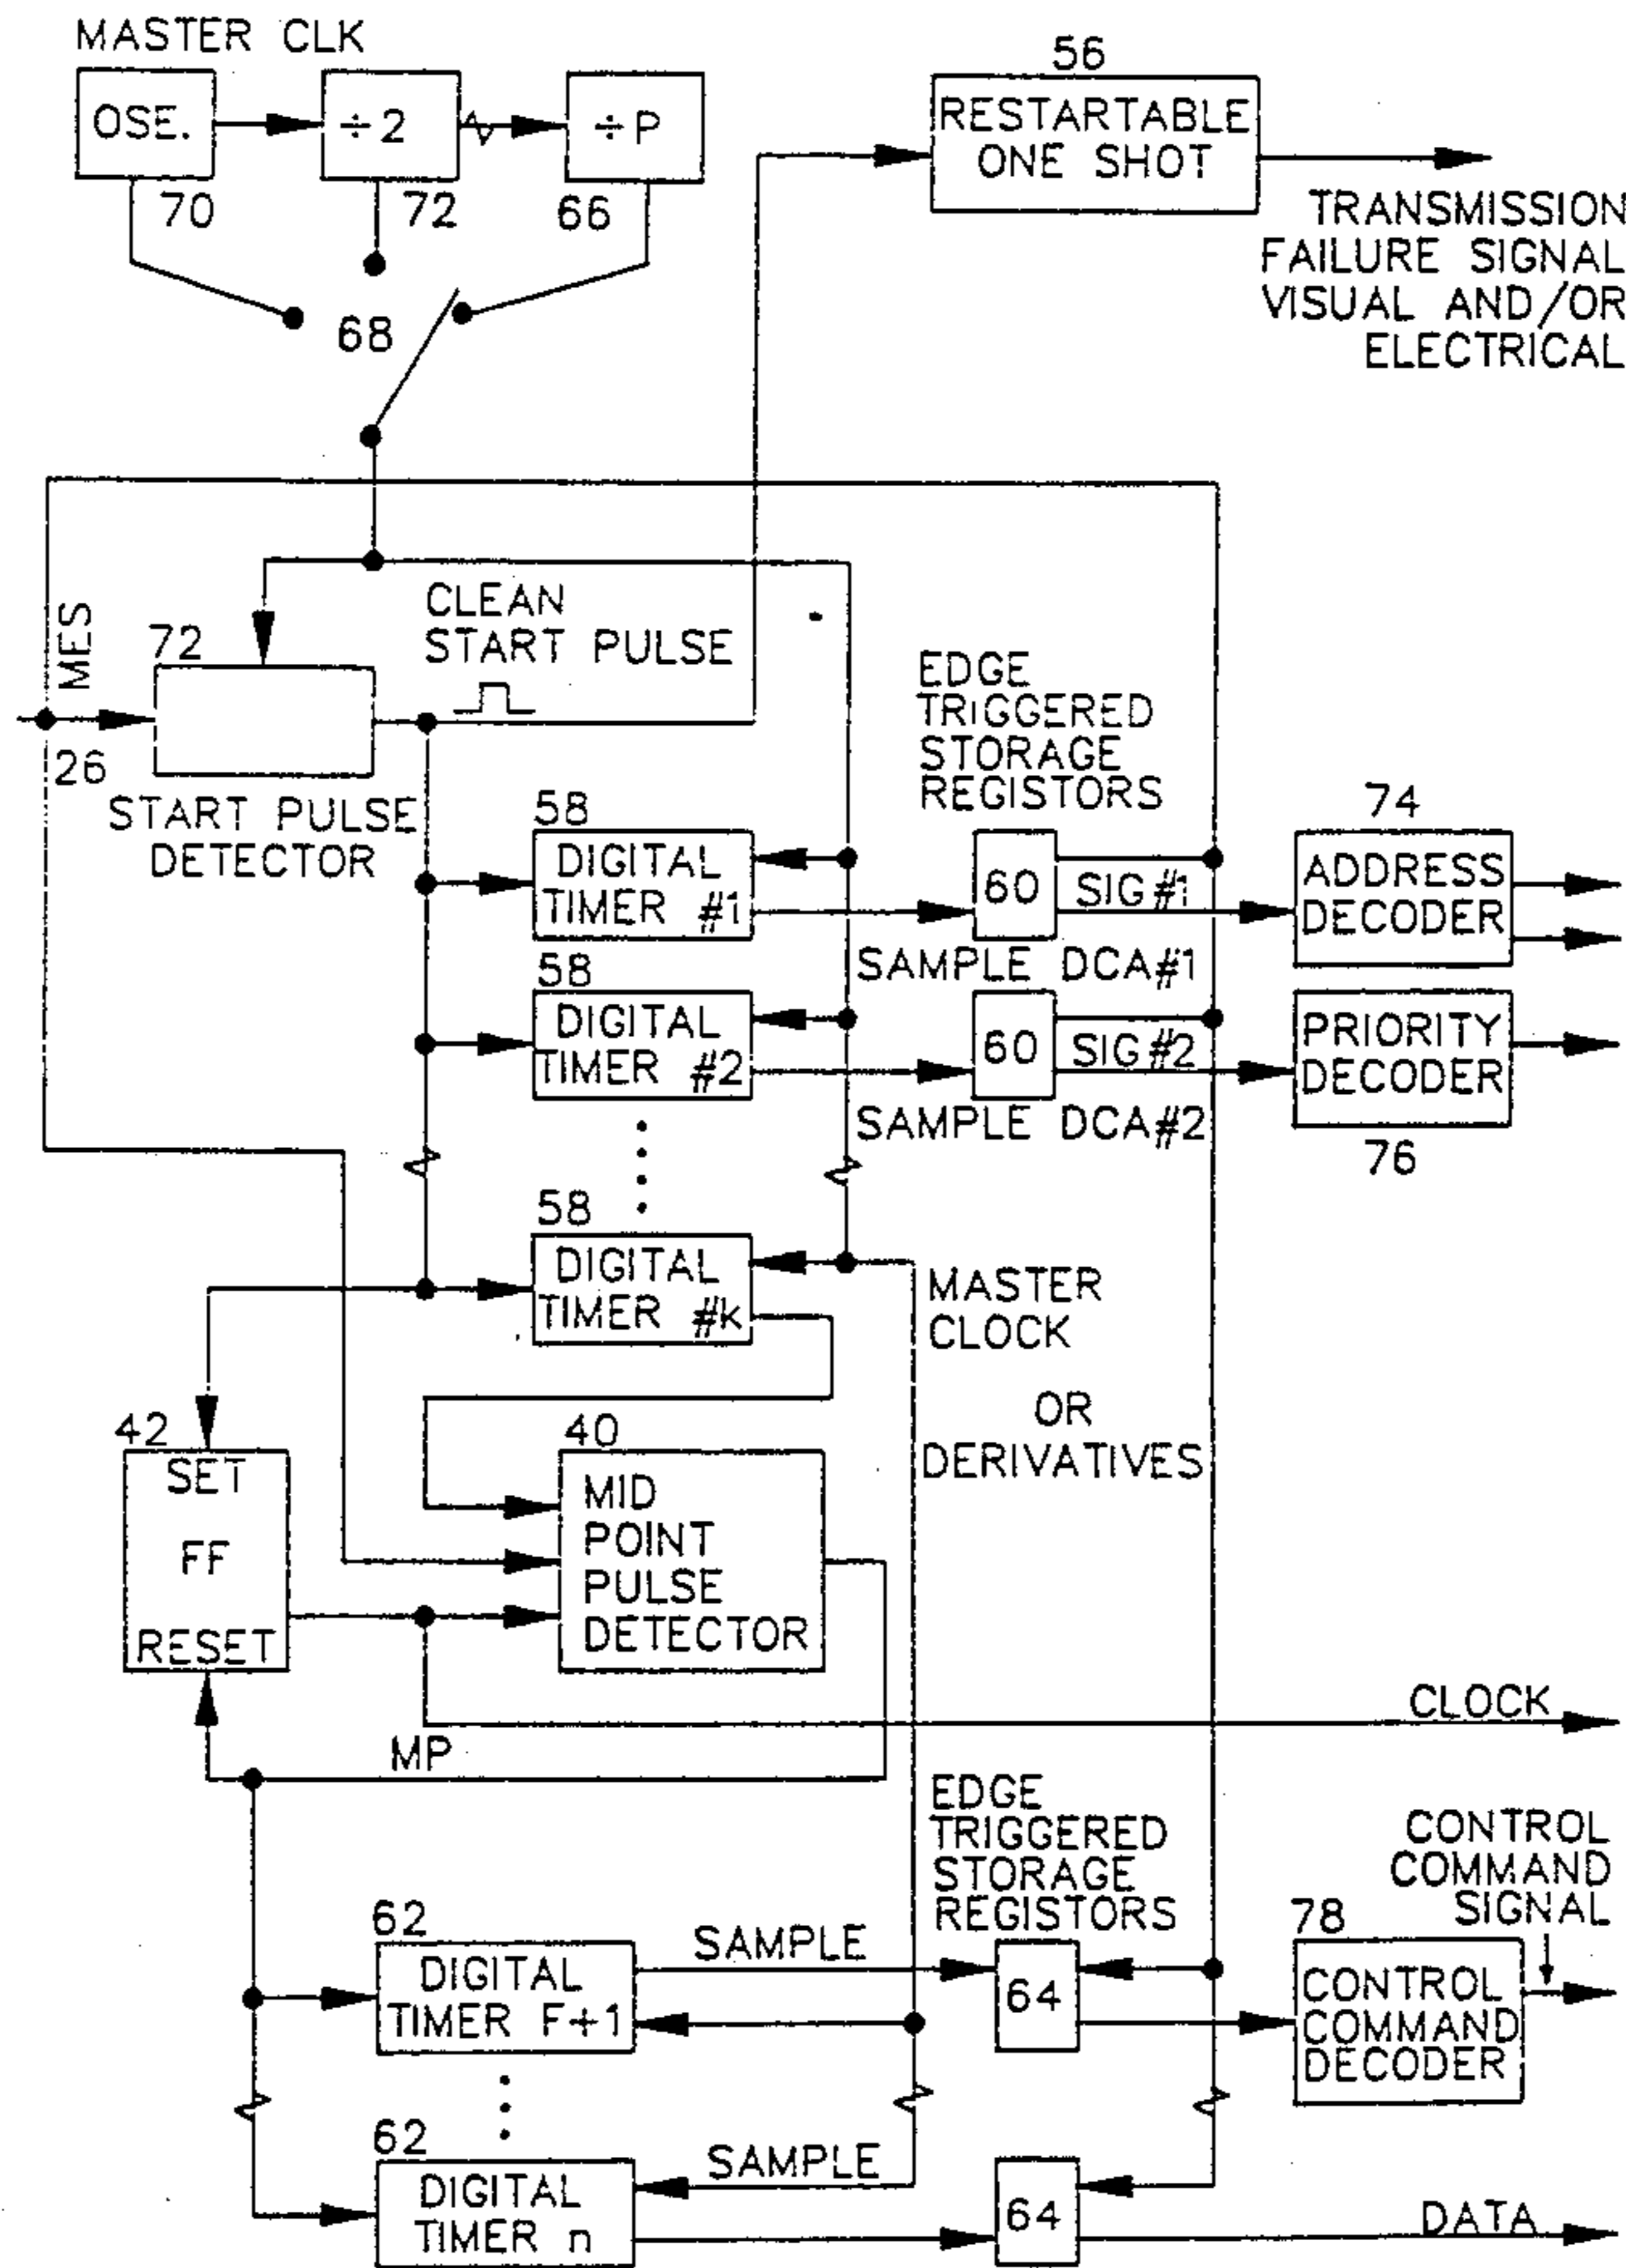 MASTER CLK
OSE.
÷2
÷P
70
72
66
68
56
RESTARTABLE
ONE SHOT
TRANSMISSION
FAILURE SIGNAL
VISUAL AND/OR
ELECTRICAL
MES
72
26
START PULSE
DETECTOR
CLEAN
START PULSE
EDGE
TRIGGERED
STORAGE
REGISTORS
58
DIGITAL
TIMER #1
60
SIG#1
SAMPLE DCA#1
74
ADDRESS
DECODER
58
DIGITAL
TIMER #2
60
SIG#2
SAMPLE DCA#2
PRIORITY
DECODER
76
58
DIGITAL
TIMER #k
MASTER
CLOCK
OR
DERIVATIVES
42
SET
FF
RESET
40
MID
POINT
PULSE
DETECTOR
CLOCK
MP
EDGE
TRIGGERED
STORAGE
REGISTORS
CONTROL
COMMAND
SIGNAL
62
DIGITAL
TIMER F+1
SAMPLE
64
78
CONTROL
COMMAND
DECODER
62
DIGITAL
TIMER n
SAMPLE
64
DATA